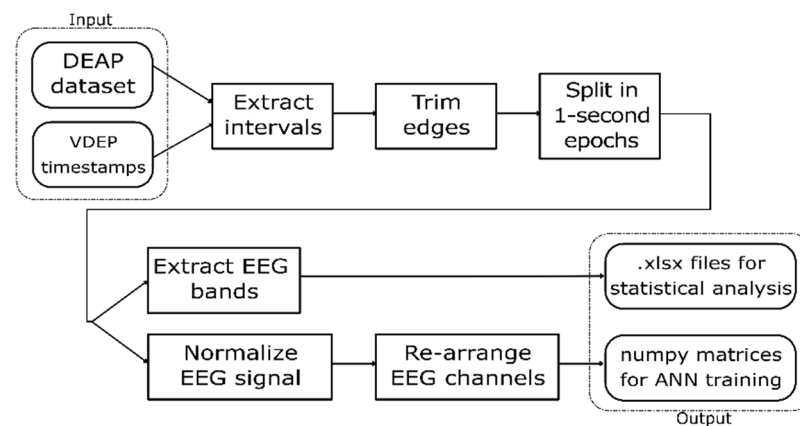 Input
DEAP
dataset
VDEP
timestamps
Extract
intervals
Trim
edges
Split in
1-second
epochs
Extract EEG
bands
.xlsx files for
statistical analysis
Normalize
EEG signal
Re-arrange
EEG channels
numpy matrices
for ANN training
Output